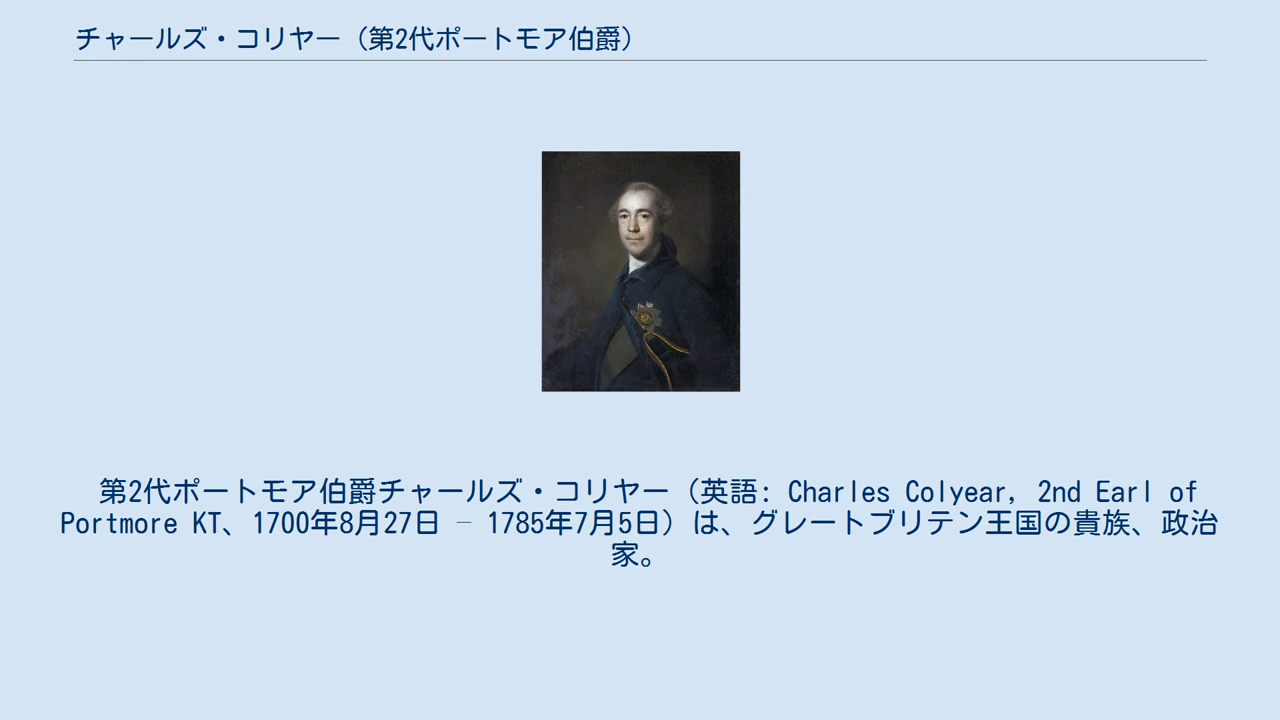 チャールズ・コリヤー（第2代ポートモア伯爵）
第2代ポートモア伯爵チャールズ・コリヤー（英語: Charles Colyear, 2nd Earl of
Portmore KT、1700年8月27日 – 1785年7月5日）は、グレートブリテン王国の貴族、政治
家。